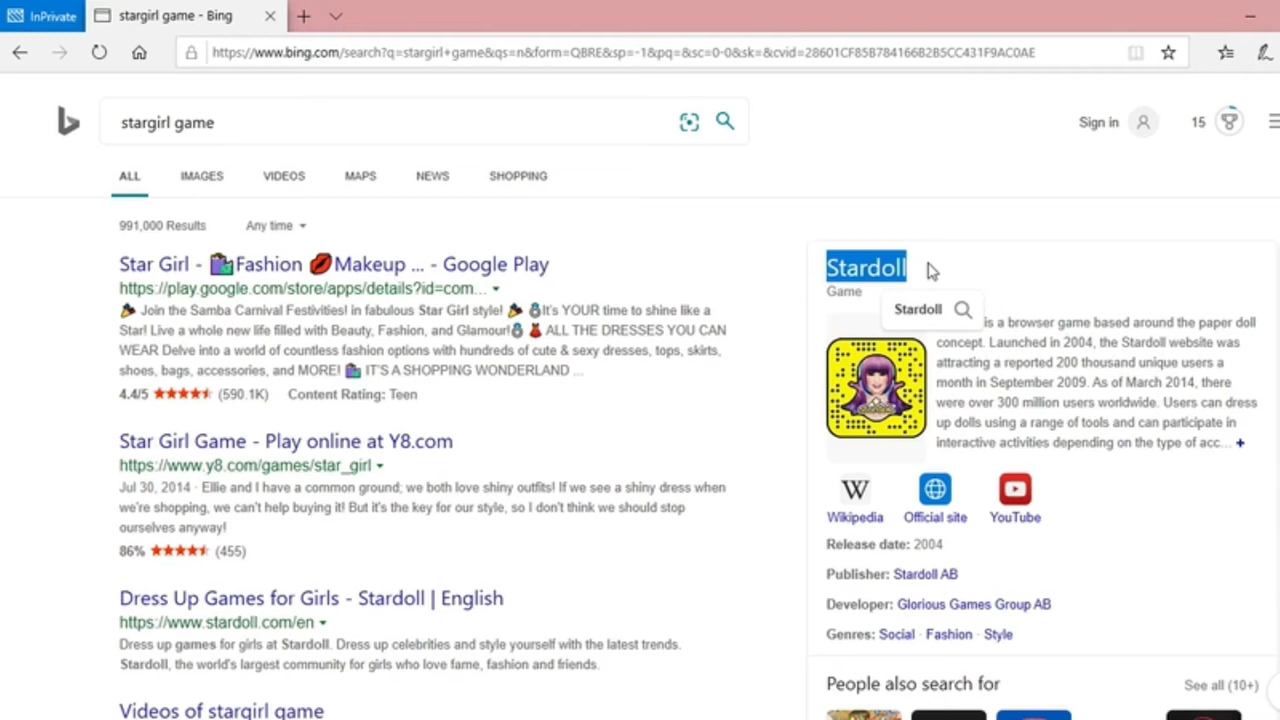 InPrivate
stargirl game - Bing
https://www.bing.com/search?q=stargirl+game&qs=n&form=QBRE&sp=-1&pq=&sc=0-0&sk=&cvid=28601CF85B784166B2B5CC431F9AC0AE
stargirl game
Sign in
15
ALL
IMAGES
VIDEOS
MAPS
NEWS
SHOPPING
991,000 Results
Any time
Star Girl - 🛍️Fashion 💋Makeup ... - Google Play
https://play.google.com/store/apps/details?id=com...
🎉 Join the Samba Carnival Festivities! in fabulous Star Girl style! 🎉 💍It's YOUR time to shine like a
Star! Live a whole new life filled with Beauty, Fashion, and Glamour!💍 👗 ALL THE DRESSES YOU CAN
WEAR Delve into a world of countless fashion options with hundreds of cute & sexy dresses, tops, skirts,
shoes, bags, accessories, and MORE! 🛍️ IT'S A SHOPPING WONDERLAND ...
4.4/5 ★★★★★ (590.1K) Content Rating: Teen
Star Girl Game - Play online at Y8.com
https://www.y8.com/games/star_girl
Jul 30, 2014 · Ellie and I have a common ground; we both love shiny outfits! If we see a shiny dress when
we're shopping, we can't help buying it! But it's the key for our style, so I don't think we should stop
ourselves anyway!
86% ★★★★★ (455)
Dress Up Games for Girls - Stardoll | English
https://www.stardoll.com/en
Dress up games for girls at Stardoll. Dress up celebrities and style yourself with the latest trends.
Stardoll, the world's largest community for girls who love fame, fashion and friends.
Videos of stargirl game
Stardoll
Game
Stardoll
is a browser game based around the paper doll
concept. Launched in 2004, the Stardoll website was
attracting a reported 200 thousand unique users a
month in September 2009. As of March 2014, there
were over 300 million users worldwide. Users can dress
up dolls using a range of tools and can participate in
interactive activities depending on the type of acc... +
W
Wikipedia
Official site
YouTube
Release date: 2004
Publisher: Stardoll AB
Developer: Glorious Games Group AB
Genres: Social · Fashion · Style
People also search for
See all (10+)